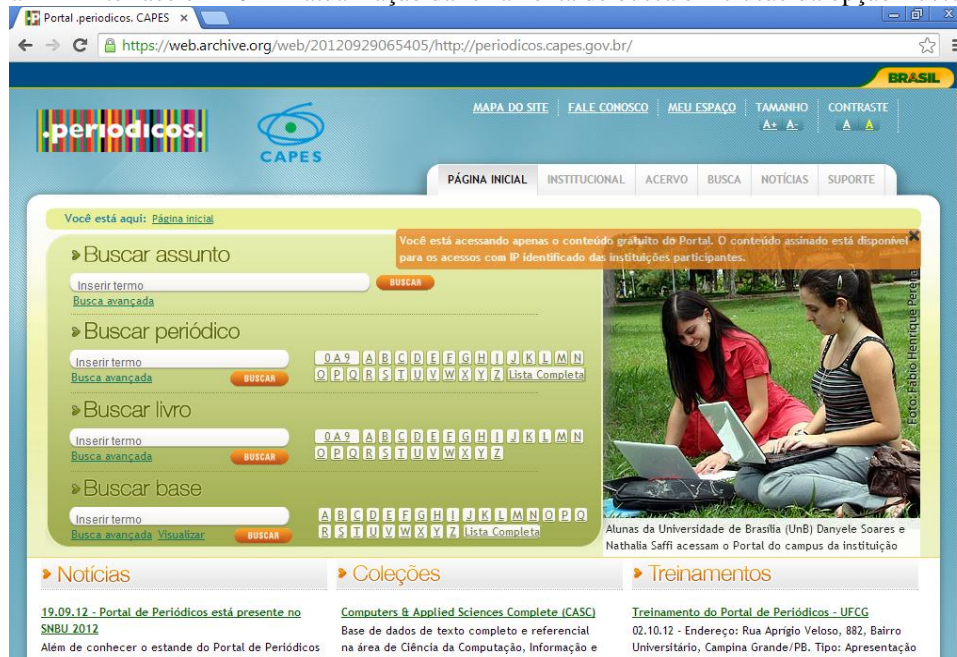 Portal .periodicos. CAPES
https://web.archive.org/web/20120929065405/http://periodicos.capes.gov.br/
BRASIL
.periodicos.
CAPES
MAPA DO SITE FALE CONOSCO MEU ESPAÇO TAMANHO CONTRASTE
A+ A- A A
PÁGINA INICIAL INSTITUCIONAL ACERVO BUSCA NOTÍCIAS SUPORTE
Você está aqui: Página inicial
Você está acessando apenas o conteúdo gratuito do Portal. O conteúdo assinado está disponível
para os acessos com IP identificado das instituições participantes.
Buscar assunto
Inserir termo BUSCAR
Busca avançada
Buscar periódico
Inserir termo 0 A 9 A B C D E F G H I J K L M N
Busca avançada BUSCAR O P Q R S T U V W X Y Z Lista Completa
Buscar livro
Inserir termo 0 A 9 A B C D E F G H I J K L M N
Busca avançada BUSCAR O P Q R S T U V W X Y Z
Buscar base
Inserir termo A B C D E F G H I J K L M N O P Q
Busca avançada Visualizar BUSCAR R S T U V W X Y Z Lista Completa
Foto: Fábio Henrique Pereira
Alunas da Universidade de Brasília (UnB) Danyele Soares e
Nathalia Saffi acessam o Portal do campus da instituição
Notícias
19.09.12 - Portal de Periódicos está presente no
SNBU 2012
Além de conhecer o estande do Portal de Periódicos
Coleções
Computers & Applied Sciences Complete (CASC)
Base de dados de texto completo e referencial
na área de Ciência da Computação, Informação e
Treinamentos
Treinamento do Portal de Periódicos - UFCG
02.10.12 - Endereço: Rua Aprígio Veloso, 882, Bairro
Universitário, Campina Grande/PB. Tipo: Apresentação